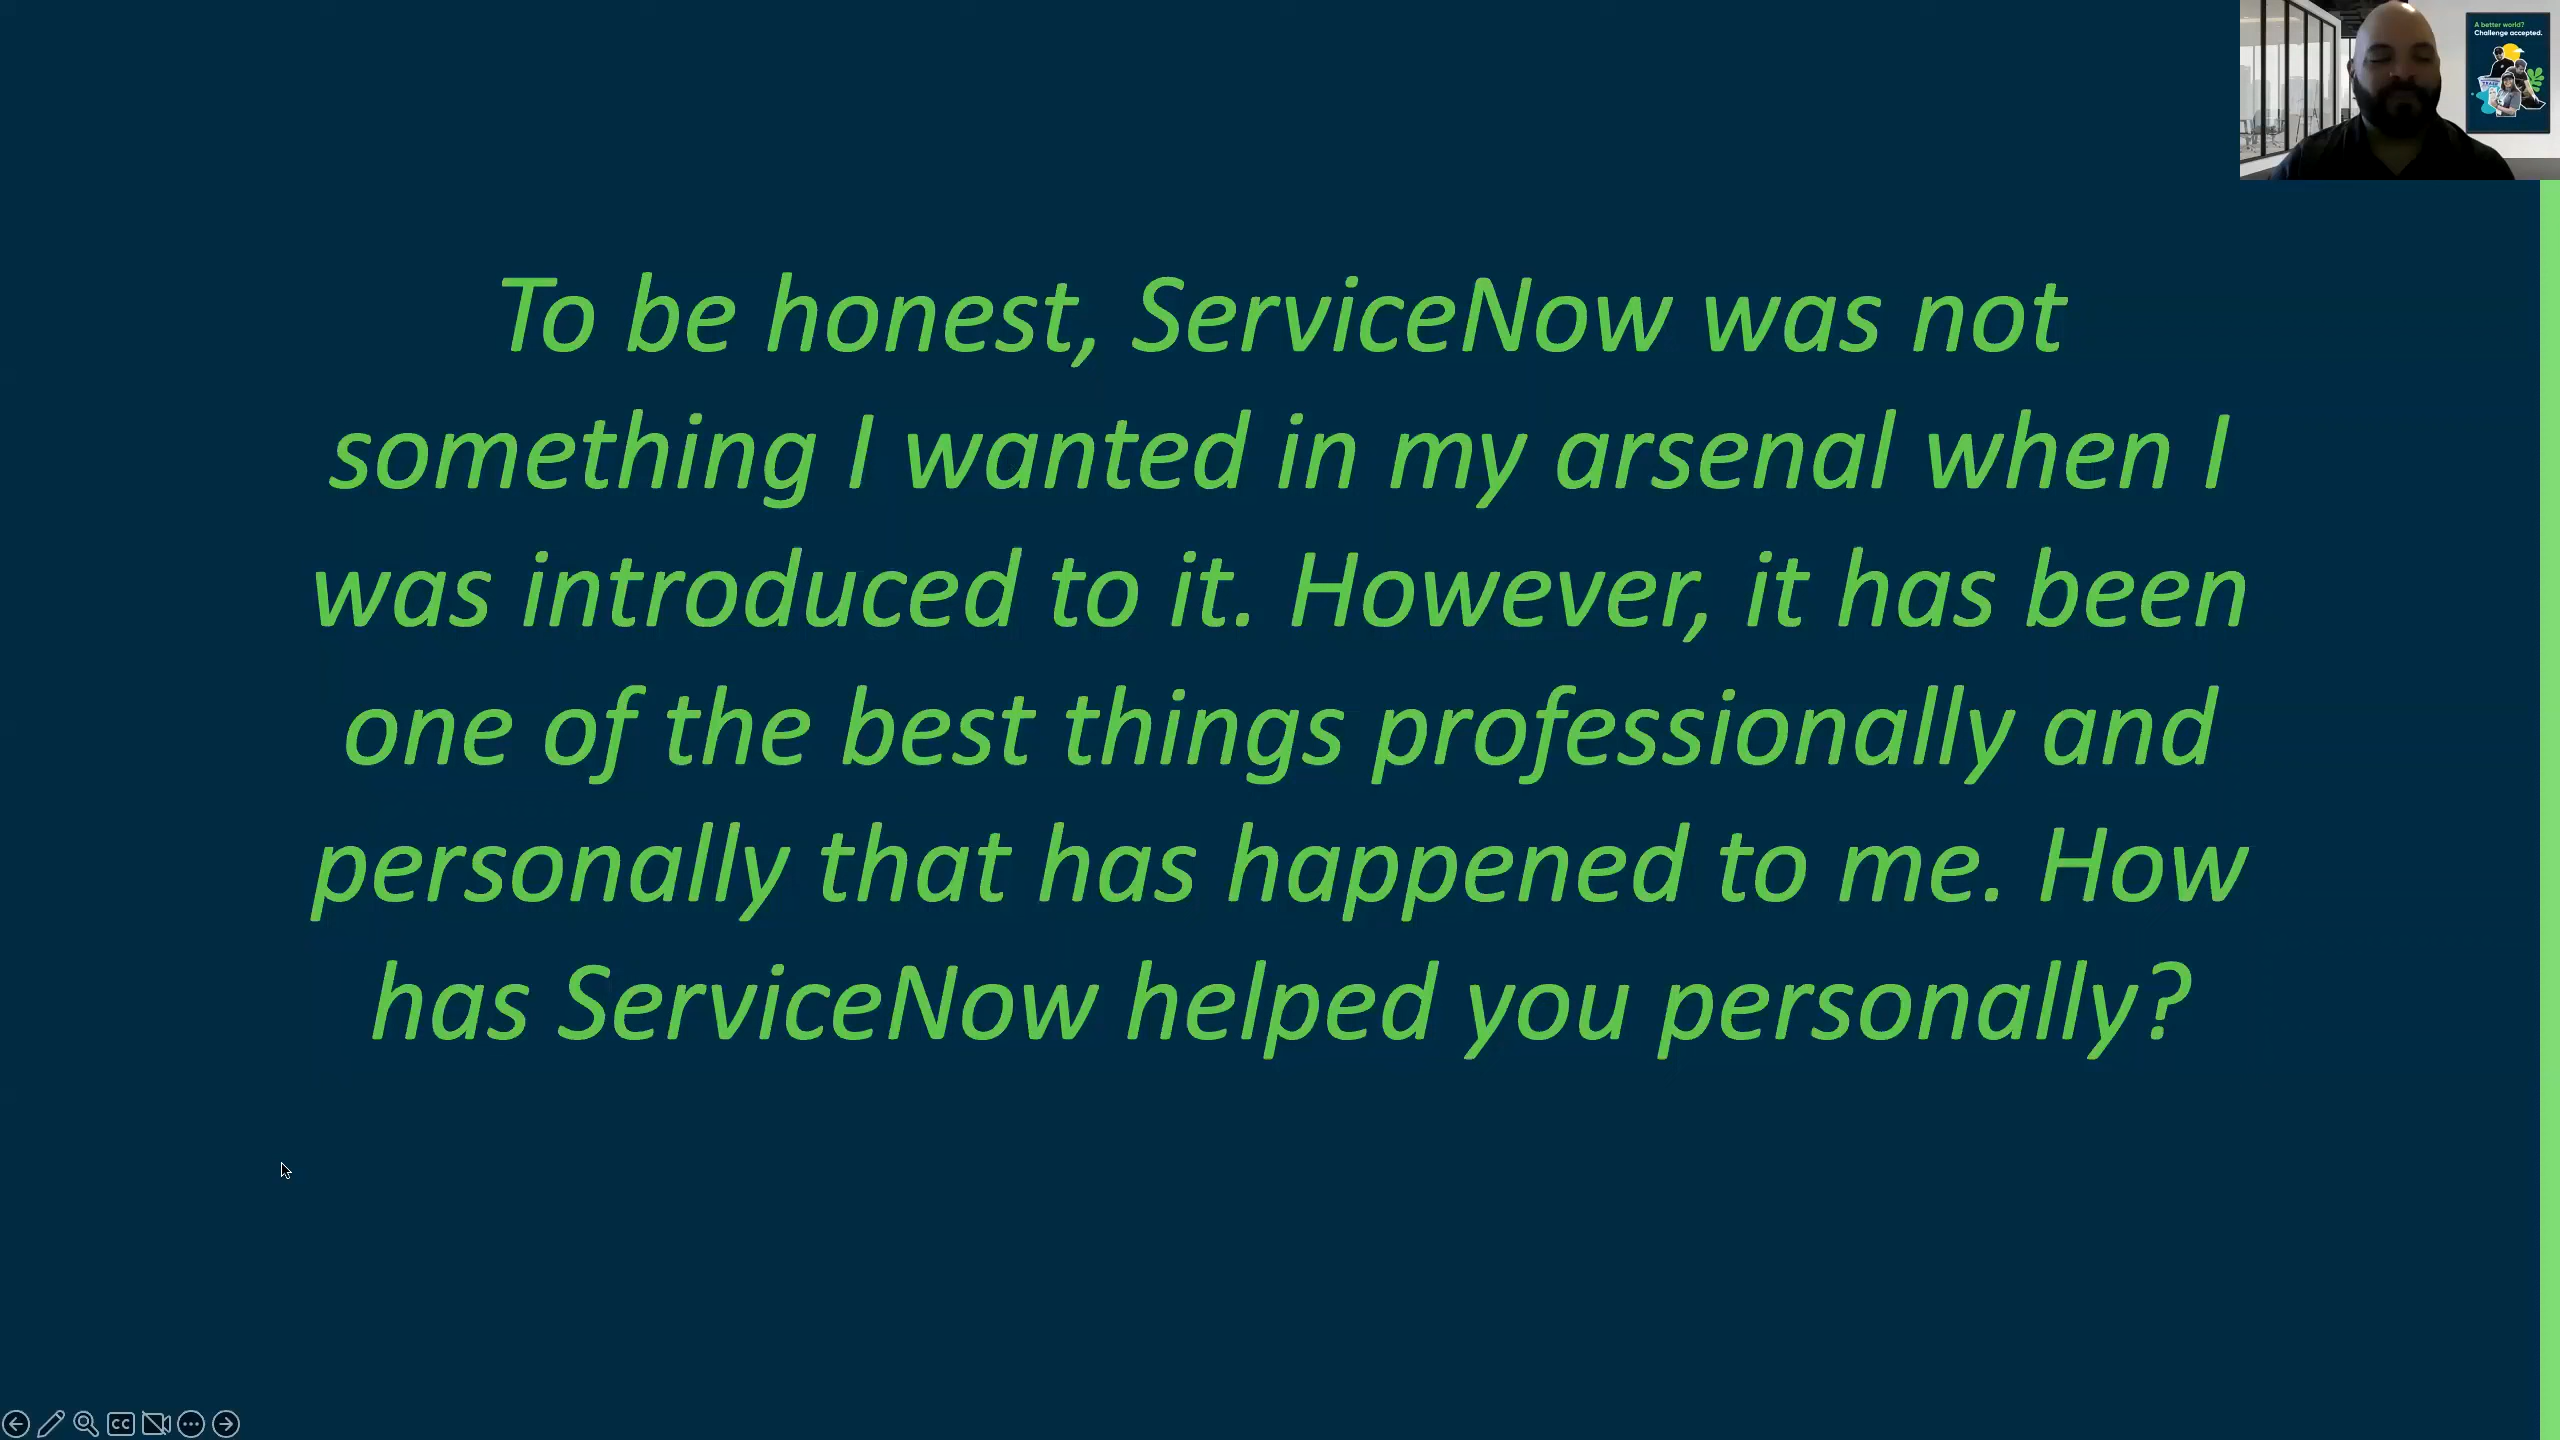 A better world?
Challenge accepted.
To be honest, ServiceNow was not
something I wanted in my arsenal when I
was introduced to it. However, it has been
one of the best things professionally and
personally that has happened to me. How
has ServiceNow helped you personally?
CC